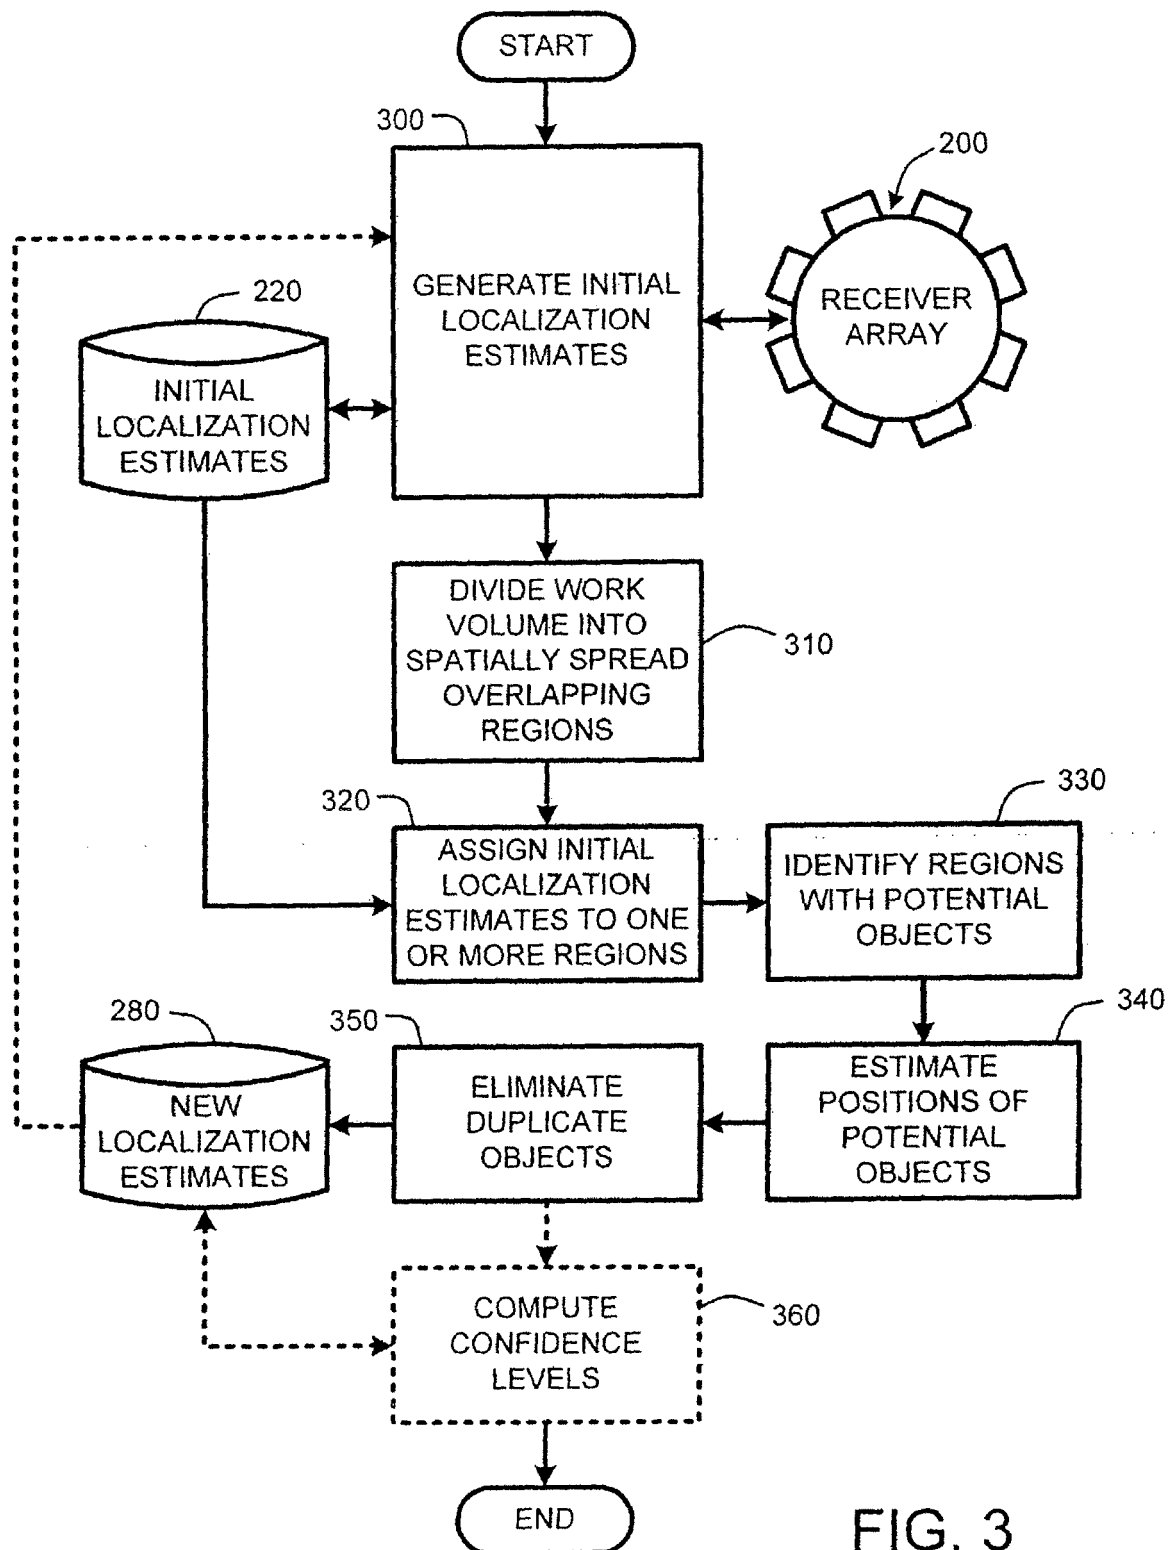 START
300
200
GENERATE INITIAL
LOCALIZATION
ESTIMATES
RECEIVER
ARRAY
220
INITIAL
LOCALIZATION
ESTIMATES
DIVIDE WORK
VOLUME INTO
SPATIALLY SPREAD
OVERLAPPING
REGIONS
310
320
ASSIGN INITIAL
LOCALIZATION
ESTIMATES TO ONE
OR MORE REGIONS
330
IDENTIFY REGIONS
WITH POTENTIAL
OBJECTS
340
ESTIMATE
POSITIONS OF
POTENTIAL
OBJECTS
350
ELIMINATE
DUPLICATE
OBJECTS
280
NEW
LOCALIZATION
ESTIMATES
COMPUTE
CONFIDENCE
LEVELS
360
END
FIG. 3